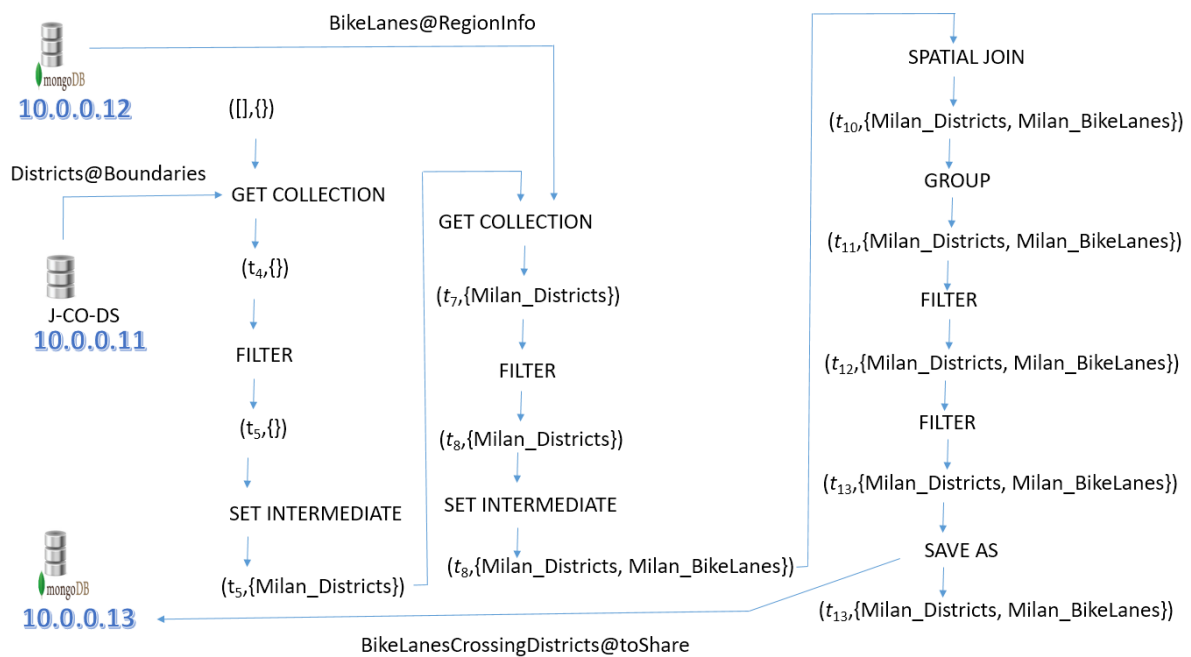 BikeLanes@RegionInfo
mongoDB
10.0.0.12
([],{})
Districts@Boundaries
GET COLLECTION
(t4,{})
J-CO-DS
10.0.0.11
FILTER
(t5,{})
SET INTERMEDIATE
(t5,{Milan_Districts})
GET COLLECTION
(t7,{Milan_Districts})
FILTER
(t8,{Milan_Districts})
SET INTERMEDIATE
(t8,{Milan_Districts, Milan_BikeLanes})
SPATIAL JOIN
(t10,{Milan_Districts, Milan_BikeLanes})
GROUP
(t11,{Milan_Districts, Milan_BikeLanes})
FILTER
(t12,{Milan_Districts, Milan_BikeLanes})
FILTER
(t13,{Milan_Districts, Milan_BikeLanes})
SAVE AS
(t13,{Milan_Districts, Milan_BikeLanes})
mongoDB
10.0.0.13
BikeLanesCrossingDistricts@toShare